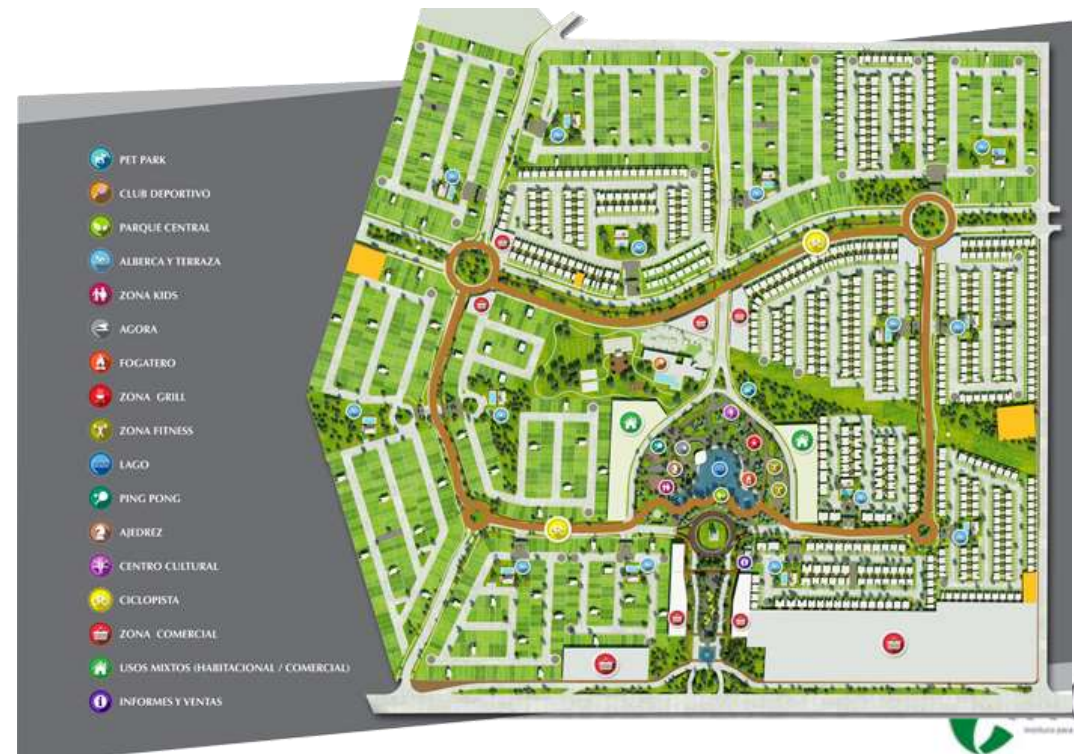 PET PARK
CLUB DEPORTIVO
PARQUE CENTRAL
ALBERCA Y TERRAZA
ZONA KIDS
AGORA
FOGATERO
ZONA GRILL
ZONA FITNESS
LAGO
PING PONG
AJEDREZ
CENTRO CULTURAL
CICLOPISTA
ZONA COMERCIAL
USOS MIXTOS (HABITACIONAL / COMERCIAL)
INFORMES Y VENTAS